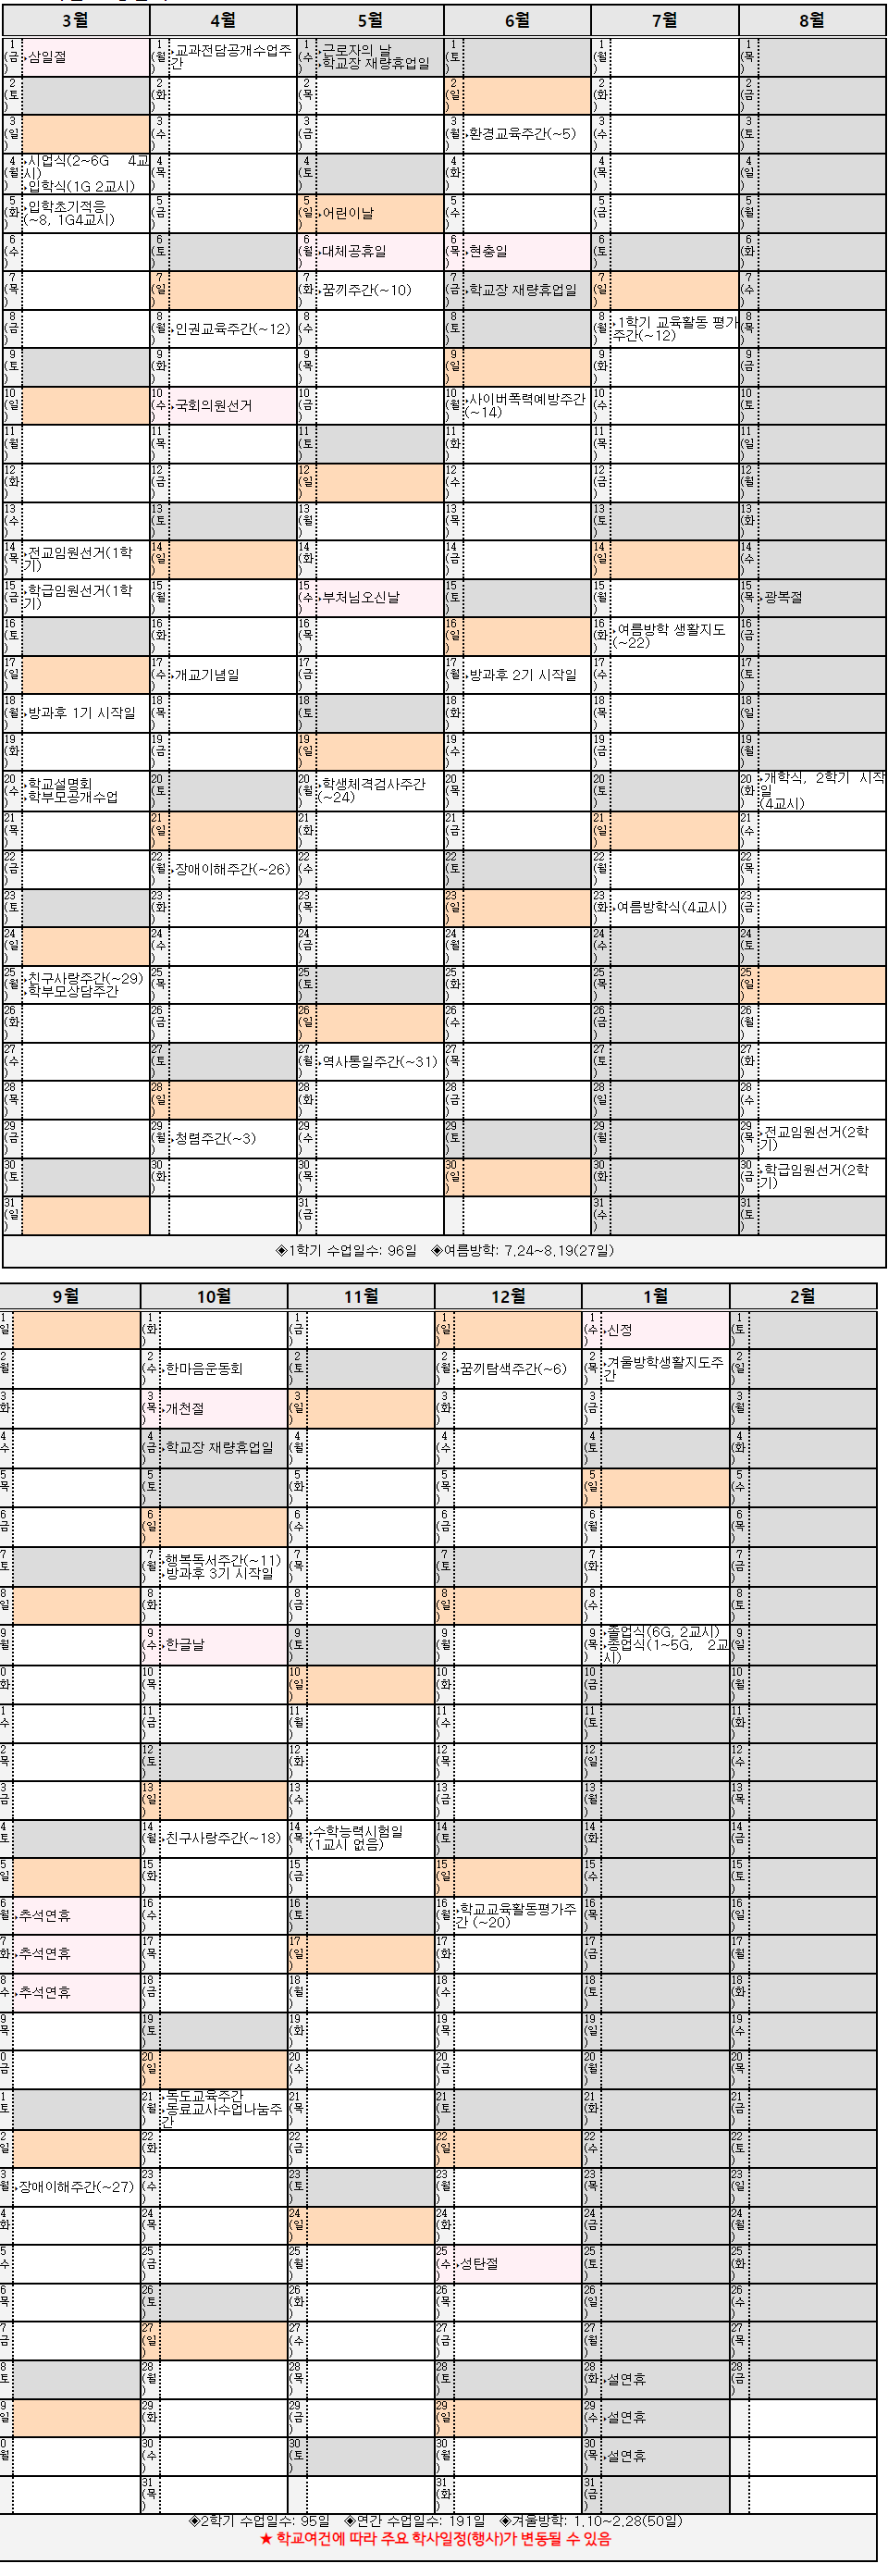 3월 4월 5월 6월 7월 8월
1(금) 삼일절 1(월) 교과전담공개수업주간 1(수) 근로자의 날 학교장 재량휴업일 1(토) 1(월) 1(목)
2(토) 2(화) 2(목) 2(일) 2(화) 2(금)
3(일) 3(수) 3(금) 3(월) 환경교육주간(~5) 3(수) 3(토)
4(월) 시업식(2~6G 4교시) 입학식(1G 2교시) 4(목) 4(토) 4(화) 4(목) 4(일)
5(화) 입학초기적응(~8, 1G4교시) 5(금) 5(일) 어린이날 5(수) 5(금) 5(월)
6(수) 6(토) 6(월) 대체공휴일 6(목) 현충일 6(토) 6(화)
7(목) 7(일) 7(화) 꿈끼주간(~10) 7(금) 학교장 재량휴업일 7(일) 7(수)
8(금) 8(월) 인권교육주간(~12) 8(수) 8(토) 8(월) 1학기 교육활동 평가주간(~12) 8(목)
9(토) 9(화) 9(목) 9(일) 9(화) 9(금)
10(일) 10(수) 국회의원선거 10(금) 10(월) 사이버폭력예방주간(~14) 10(수) 10(토)
11(월) 11(목) 11(토) 11(화) 11(목) 11(일)
12(화) 12(금) 12(일) 12(수) 12(금) 12(월)
13(수) 13(토) 13(월) 13(목) 13(토) 13(화)
14(목) 전교임원선거(1학기) 14(일) 14(화) 14(금) 14(일) 14(수)
15(금) 학급임원선거(1학기) 15(월) 15(수) 부처님오신날 15(토) 15(월) 15(목) 광복절
16(토) 16(화) 16(목) 16(일) 16(화) 여름방학 생활지도(~22) 16(금)
17(일) 17(수) 개교기념일 17(금) 17(월) 방과후 2기 시작일 17(수) 17(토)
18(월) 방과후 1기 시작일 18(목) 18(토) 18(화) 18(목) 18(일)
19(화) 19(금) 19(일) 19(수) 19(금) 19(월)
20(수) 학교설명회 학부모공개수업 20(토) 20(월) 학생체격검사주간(~24) 20(목) 20(토) 20(화) 개학식, 2학기 시작일(4교시)
21(목) 21(일) 21(화) 21(금) 21(일) 21(수)
22(금) 22(월) 장애이해주간(~26) 22(수) 22(토) 22(월) 22(목)
23(토) 23(화) 23(목) 23(일) 23(화) 여름방학식(4교시) 23(금)
24(일) 24(수) 24(금) 24(월) 24(수) 24(토)
25(월) 친구사랑주간(~29) 학부모상담주간 25(목) 25(토) 25(화) 25(목) 25(일)
26(화) 26(금) 26(일) 26(수) 26(금) 26(월)
27(수) 27(토) 27(월) 역사통일주간(~31) 27(목) 27(토) 27(화)
28(목) 28(일) 28(화) 28(금) 28(일) 28(수)
29(금) 29(월) 청렴주간(~3) 29(수) 29(토) 29(월) 29(목) 전교임원선거(2학기)
30(토) 30(화) 30(목) 30(일) 30(화) 30(금) 학급임원선거(2학기)
31(일) 31(금) 31(수) 31(토)
◈1학기 수업일수: 96일 ◈여름방학: 7.24~8.19(27일)
9월 10월 11월 12월 1월 2월
1 일 1(화) 1(금) 1(일) 1(수) 신정 1(토)
2 월 2(수) 한마음운동회 2(토) 2(월) 꿈끼탐색주간(~6) 2(목) 겨울방학생활지도주간 2(일)
3 화 3(목) 개천절 3(일) 3(화) 3(금) 3(월)
4 수 4(금) 학교장 재량휴업일 4(월) 4(수) 4(토) 4(화)
5 목 5(토) 5(화) 5(목) 5(일) 5(수)
6 금 6(일) 6(수) 6(금) 6(월) 6(목)
7 토 7(월) 행복독서주간(~11) 방과후 3기 시작일 7(목) 7(토) 7(화) 7(금)
8 일 8(화) 8(금) 8(일) 8(수) 8(토)
9 월 9(수) 한글날 9(토) 9(월) 9(목) 졸업식(6G, 2교시) 종업식(1~5G, 2교시) 9(일)
0 화 10(목) 10(일) 10(화) 10(금) 10(월)
1 수 11(금) 11(월) 11(수) 11(토) 11(화)
2 목 12(토) 12(화) 12(목) 12(일) 12(수)
3 금 13(일) 13(수) 13(금) 13(월) 13(목)
4 토 14(월) 친구사랑주간(~18) 14(목) 수학능력시험일(1교시 없음) 14(토) 14(화) 14(금)
5 일 15(화) 15(금) 15(일) 15(수) 15(토)
6 월 추석연휴 16(수) 16(토) 16(월) 학교교육활동평가주간 (~20) 16(목) 16(일)
7 화 추석연휴 17(목) 17(일) 17(화) 17(금) 17(월)
8 수 추석연휴 18(금) 18(월) 18(수) 18(토) 18(화)
9 목 19(토) 19(화) 19(목) 19(일) 19(수)
0 금 20(일) 20(수) 20(금) 20(월) 20(목)
1 토 21(월) 독도교육주간 동료교사수업나눔주간 21(목) 21(토) 21(화) 21(금)
2 일 22(화) 22(금) 22(일) 22(수) 22(토)
3 월 장애이해주간(~27) 23(수) 23(토) 23(월) 23(목) 23(일)
4 화 24(목) 24(일) 24(화) 24(금) 24(월)
5 수 25(금) 25(월) 25(수) 성탄절 25(토) 25(화)
6 목 26(토) 26(화) 26(목) 26(일) 26(수)
7 금 27(일) 27(수) 27(금) 27(월) 27(목)
8 토 28(월) 28(목) 28(토) 28(화) 설연휴 28(금)
9 일 29(화) 29(금) 29(일) 29(수) 설연휴
0 월 30(수) 30(토) 30(월) 30(목) 설연휴
31(목) 31(화) 31(금)
◈2학기 수업일수: 95일 ◈연간 수업일수: 191일 ◈겨울방학: 1.10~2.28(50일)
★ 학교여건에 따라 주요 학사일정(행사)가 변동될 수 있음